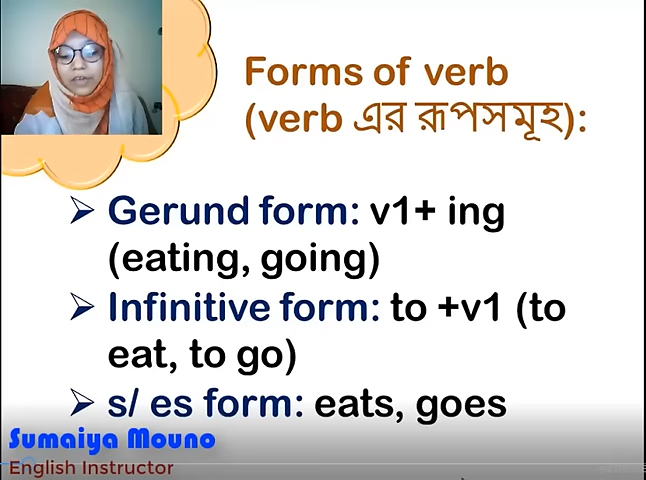 Forms of verb
(verb এর রূপসমূহ):
➢ Gerund form: v1+ ing
(eating, going)
➢ Infinitive form: to +v1 (to
eat, to go)
➢ s/ es form: eats, goes
Sumaiya Mouno
English Instructor